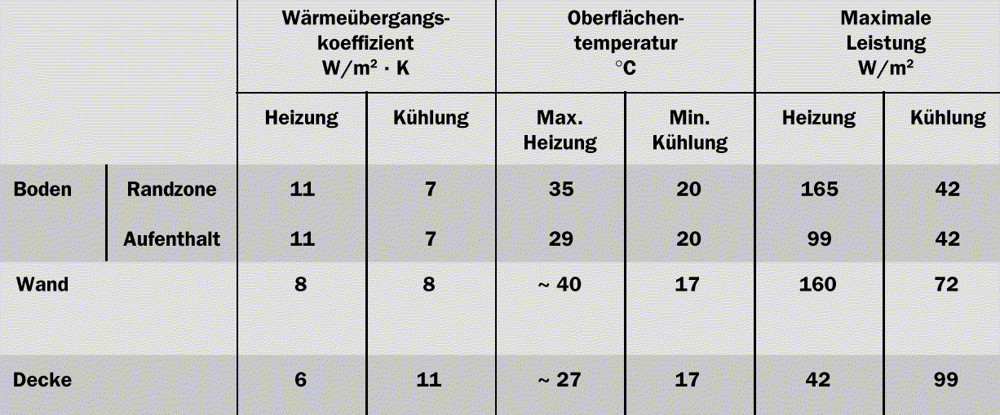 Wärmeübergangs- Oberflächen- Maximale
koeffizient temperatur Leistung
W/m² · K °C W/m²
Heizung Kühlung Max. Min. Heizung Kühlung
Heizung Kühlung
Boden Randzone 11 7 35 20 165 42
Aufenthalt 11 7 29 20 99 42
Wand 8 8 ~ 40 17 160 72
Decke 6 11 ~ 27 17 42 99